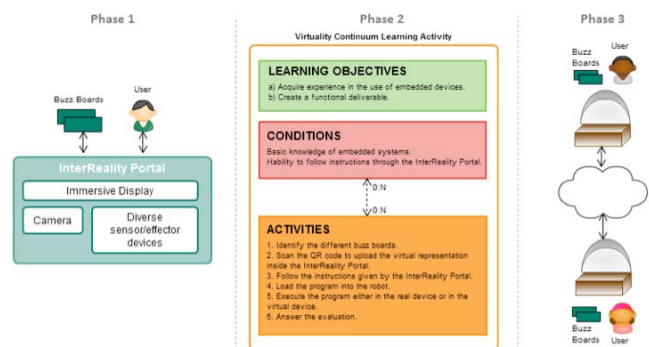 Phase 1
Buzz Boards
User
InterReality Portal
Immersive Display
Camera
Diverse
sensor/effector
devices
Phase 2
Virtuality Continuum Learning Activity
LEARNING OBJECTIVES
a) Acquire experience in the use of embedded devices.
b) Create a functional deliverable.
CONDITIONS
Basic knowledge of embedded systems.
Hability to follow instructions through the InterReality Portal.
0:N
0:N
ACTIVITIES
1. Identify the different buzz boards.
2. Scan the QR code to upload the virtual representation
inside the InterReality Portal.
3. Follow the instructions given by the InterReality Portal.
4. Load the program into the robot.
5. Execute the program either in the real device or in the
virtual device.
6. Answer the evaluation.
Phase 3
Buzz
Boards
User
Buzz
Boards
User